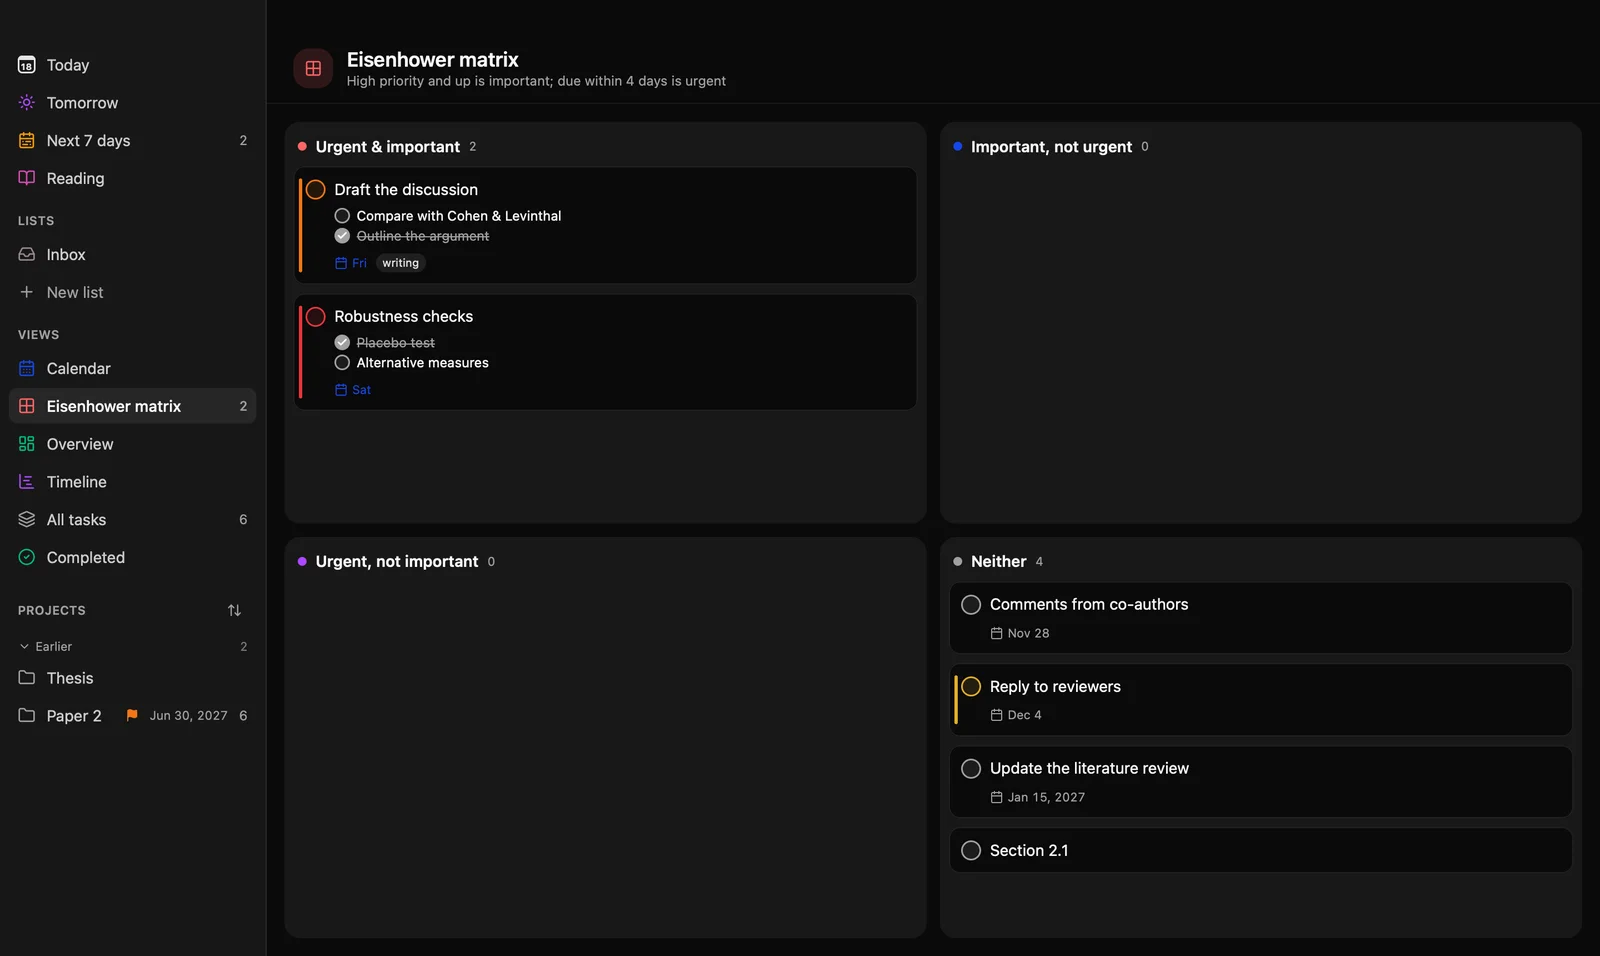 18 Today
Tomorrow
Next 7 days 2
Reading
LISTS
Inbox
New list
VIEWS
Calendar
Eisenhower matrix 2
Overview
Timeline
All tasks 6
Completed
PROJECTS
Earlier 2
Thesis
Paper 2 Jun 30, 2027 6
Eisenhower matrix
High priority and up is important; due within 4 days is urgent
Urgent & important 2
Draft the discussion
Compare with Cohen & Levinthal
Outline the argument
Fri writing
Robustness checks
Placebo test
Alternative measures
Sat
Important, not urgent 0
Urgent, not important 0
Neither 4
Comments from co-authors
Nov 28
Reply to reviewers
Dec 4
Update the literature review
Jan 15, 2027
Section 2.1